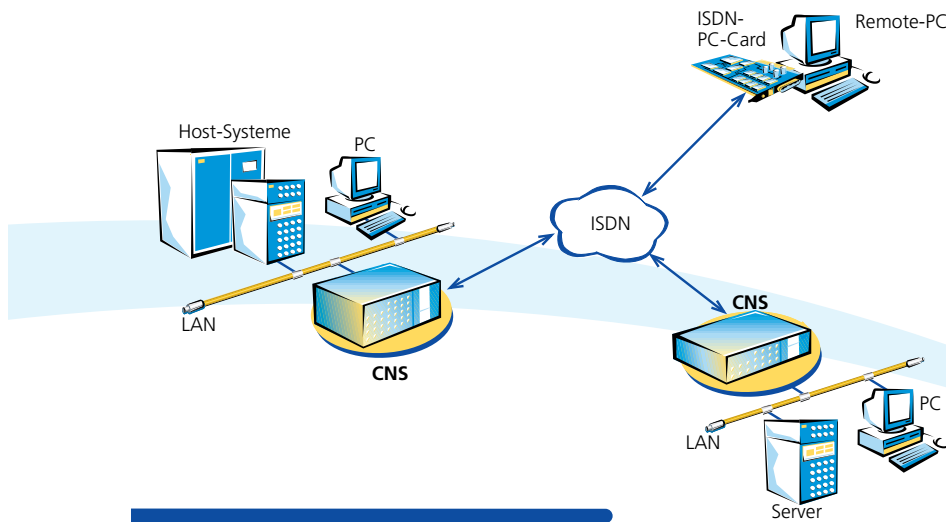 ISDN-
PC-Card
Remote-PC
Host-Systeme
PC
ISDN
LAN
CNS
CNS
LAN
PC
Server